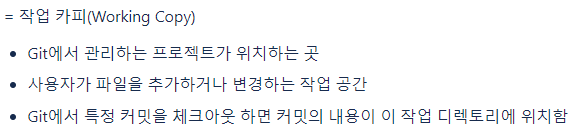 = 작업 카피(Working Copy)
• Git에서 관리하는 프로젝트가 위치하는 곳
• 사용자가 파일을 추가하거나 변경하는 작업 공간
• Git에서 특정 커밋을 체크아웃 하면 커밋의 내용이 이 작업 디렉토리에 위치함